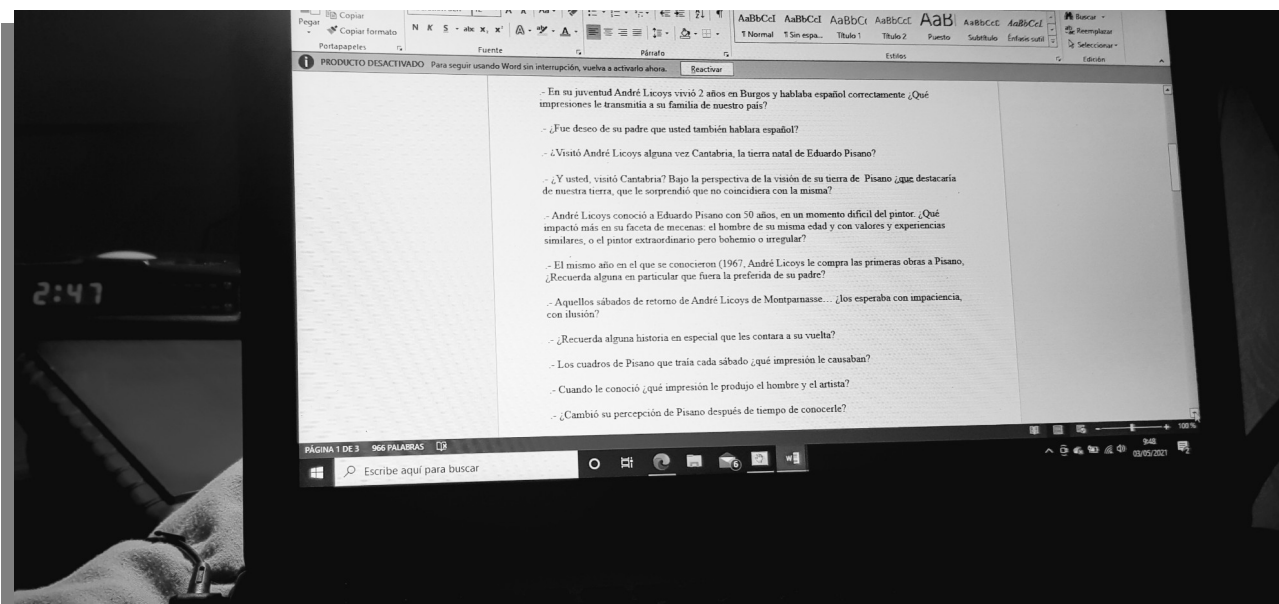 Pegar
Copiar
Copiar formato
Portapapeles
N K S abc x, x²
Fuente
Párrafo
AaBbCcI AaBbCcI AaBbC AaBbCcC AaB AaBbCcC AaBbCcI
¶ Normal ¶ Sin espa... Título 1 Título 2 Puesto Subtítulo Énfasis sutil
Estilos
Buscar
Reemplazar
Seleccionar
Edición
PRODUCTO DESACTIVADO Para seguir usando Word sin interrupción, vuelva a activarlo ahora. Reactivar
.- En su juventud André Licoys vivió 2 años en Burgos y hablaba español correctamente ¿Qué
impresiones le transmitía a su familia de nuestro país?
.- ¿Fue deseo de su padre que usted también hablara español?
.- ¿Visitó André Licoys alguna vez Cantabria, la tierra natal de Eduardo Pisano?
.- ¿Y usted, visitó Cantabria? Bajo la perspectiva de la visión de su tierra de Pisano ¿que destacaría
de nuestra tierra, que le sorprendió que no coincidiera con la misma?
.- André Licoys conoció a Eduardo Pisano con 50 años, en un momento difícil del pintor. ¿Qué
impactó más en su faceta de mecenas: el hombre de su misma edad y con valores y experiencias
similares, o el pintor extraordinario pero bohemio o irregular?
.- El mismo año en el que se conocieron (1967, André Licoys le compra las primeras obras a Pisano,
¿Recuerda alguna en particular que fuera la preferida de su padre?
.- Aquellos sábados de retorno de André Licoys de Montparnasse… ¿los esperaba con impaciencia,
con ilusión?
.- ¿Recuerda alguna historia en especial que les contara a su vuelta?
.- Los cuadros de Pisano que traía cada sábado ¿qué impresión le causaban?
.- Cuando le conoció ¿qué impresión le produjo el hombre y el artista?
.- ¿Cambió su percepción de Pisano después de tiempo de conocerle?
2:47
PÁGINA 1 DE 3 966 PALABRAS
100 %
Escribe aquí para buscar
6
9:48
03/05/2021
2